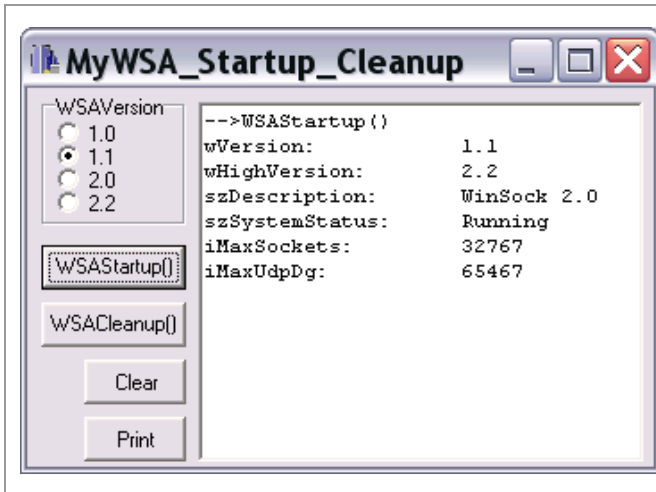 MyWSA_Startup_Cleanup
WSAVersion
1.0
1.1
2.0
2.2
WSAStartup()
WSACleanup()
Clear
Print
-->WSAStartup()
wVersion: 1.1
wHighVersion: 2.2
szDescription: WinSock 2.0
szSystemStatus: Running
iMaxSockets: 32767
iMaxUdpDg: 65467